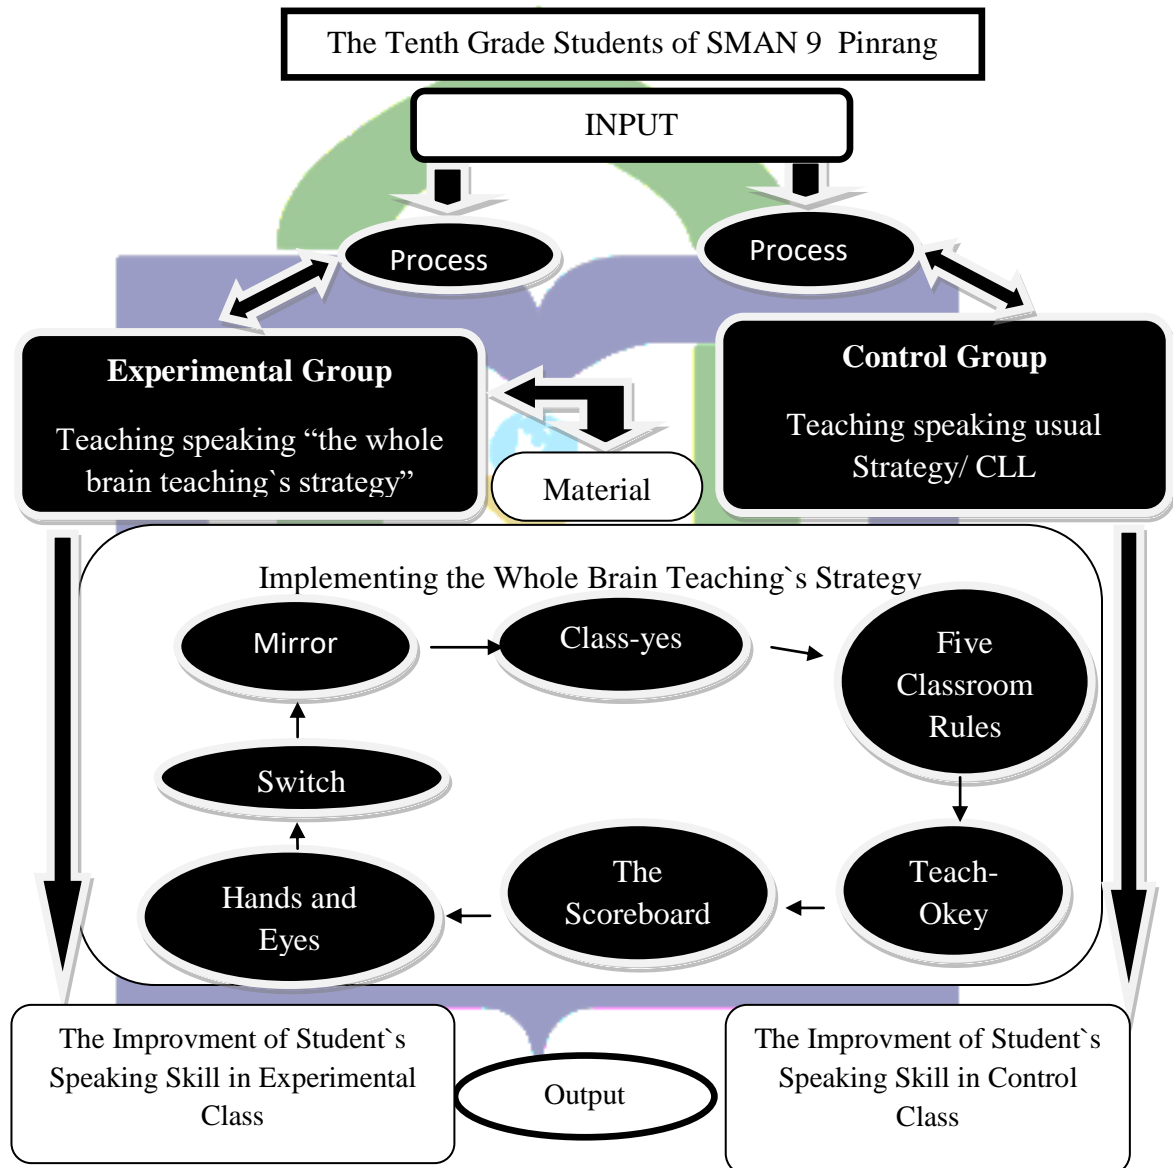 The Tenth Grade Students of SMAN 9 Pinrang
INPUT
Process
Process
Experimental Group
Teaching speaking “the whole
brain teaching`s strategy”
Control Group
Teaching speaking usual
Strategy/ CLL
Material
Implementing the Whole Brain Teaching`s Strategy
Mirror
Class-yes
Five
Classroom
Rules
Switch
Hands and
Eyes
The
Scoreboard
Teach-
Okey
The Improvment of Student`s
Speaking Skill in Experimental
Class
Output
The Improvment of Student`s
Speaking Skill in Control
Class